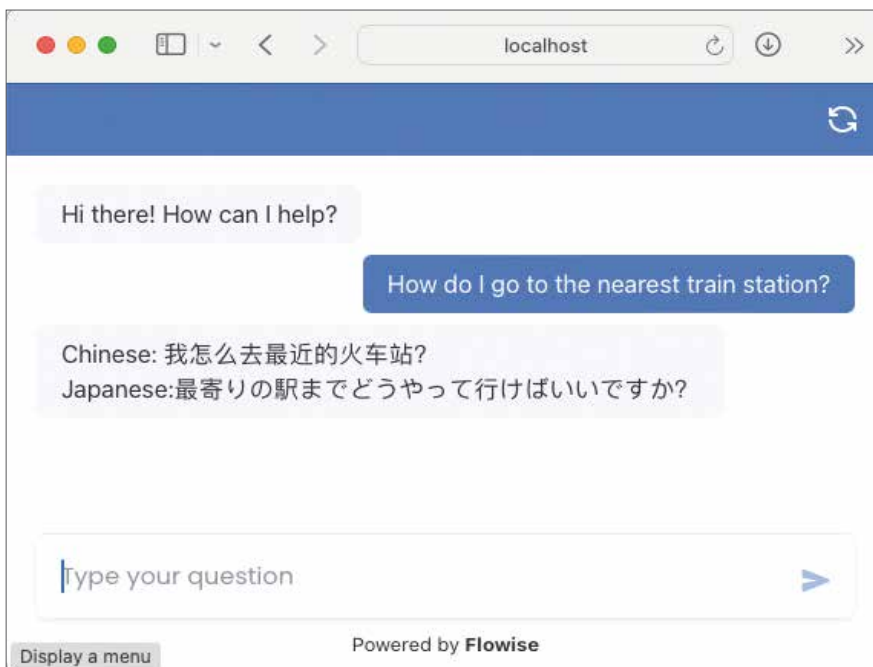 localhost
Hi there! How can I help?
How do I go to the nearest train station?
Chinese: 我怎么去最近的火车站?
Japanese:最寄りの駅までどうやって行けばいいですか?
Type your question
Powered by Flowise
Display a menu